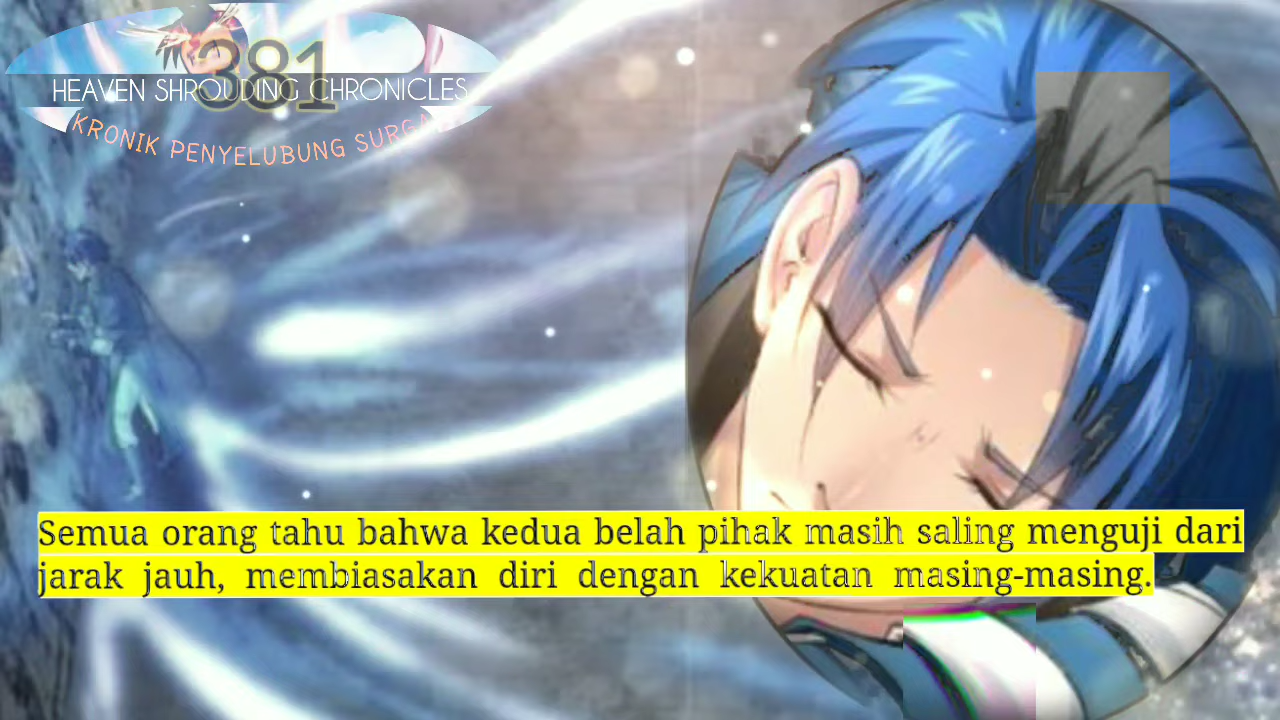 381
HEAVEN SHROUDING CHRONICLES
KRONIK PENYELUBUNG SURGA
Semua orang tahu bahwa kedua belah pihak masih saling menguji dari
jarak jauh, membiasakan diri dengan kekuatan masing-masing.